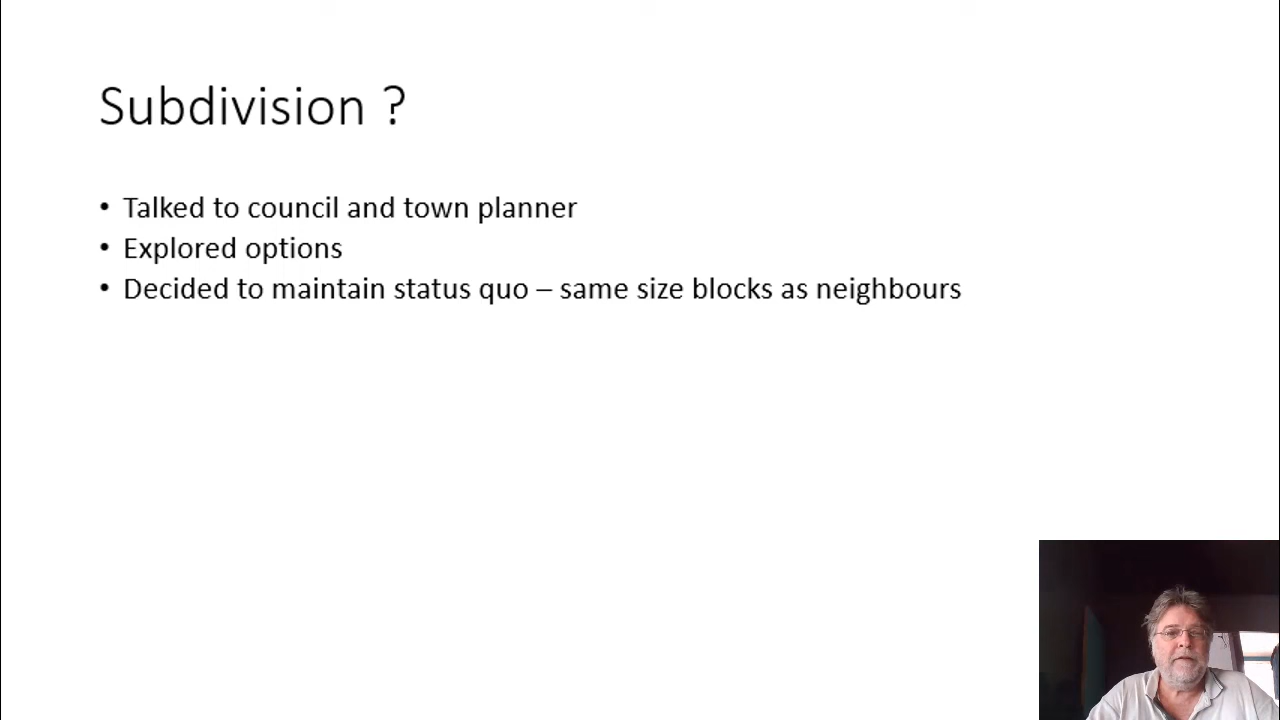 Subdivision ?
• Talked to council and town planner
• Explored options
• Decided to maintain status quo – same size blocks as neighbours